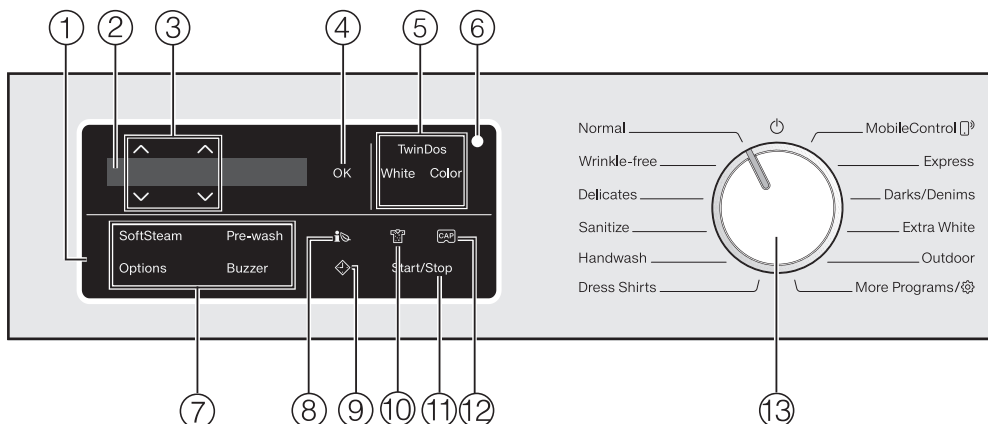 ① ② ③ ④ ⑤ ⑥
TwinDos
OK White Color
SoftSteam Pre-wash CAP
Options Buzzer Start/Stop
Normal MobileControl
Wrinkle-free Express
Delicates Darks/Denims
Sanitize Extra White
Handwash Outdoor
Dress Shirts More Programs/
⑦ ⑧ ⑨ ⑩ ⑪ ⑫ ⑬